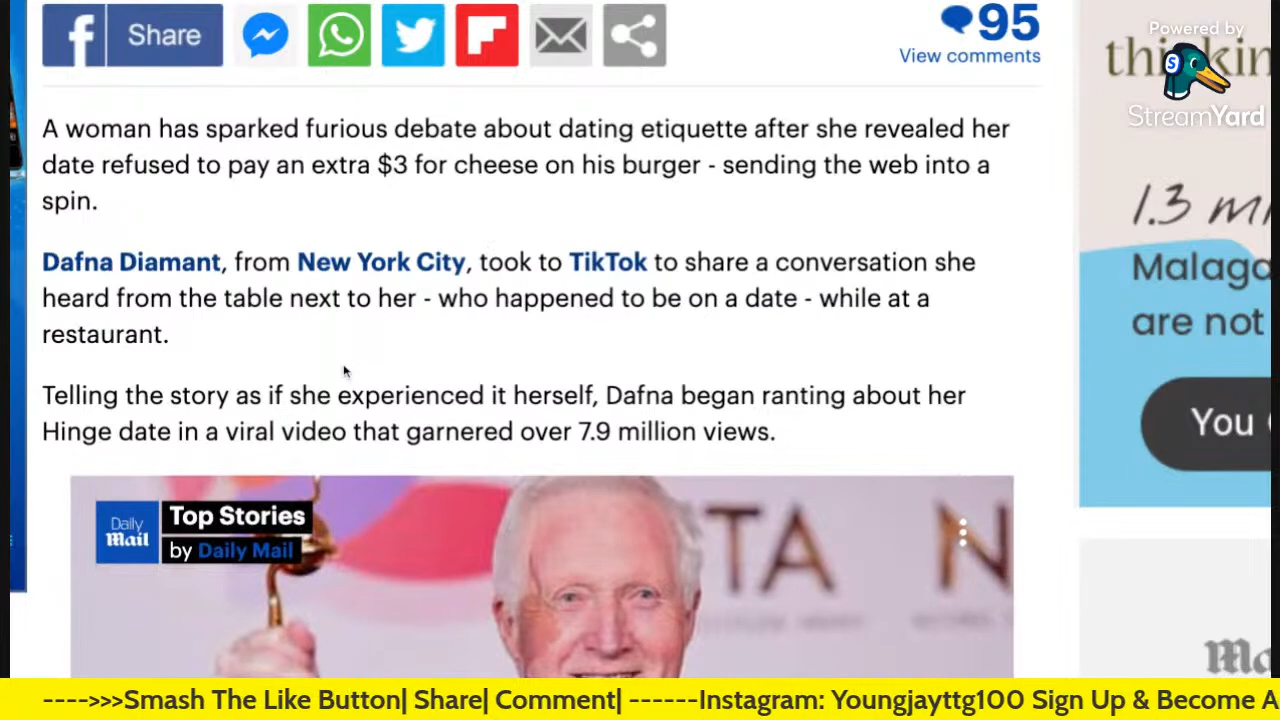 Share
95
View comments
Powered by
StreamYard
A woman has sparked furious debate about dating etiquette after she revealed her
date refused to pay an extra $3 for cheese on his burger - sending the web into a
spin.
Dafna Diamant, from New York City, took to TikTok to share a conversation she
heard from the table next to her - who happened to be on a date - while at a
restaurant.
Telling the story as if she experienced it herself, Dafna began ranting about her
Hinge date in a viral video that garnered over 7.9 million views.
1.3
Malaga
are not
You
Daily
Mail
Top Stories
by Daily Mail
TA
N
---->>>Smash The Like Button| Share| Comment| ------Instagram: Youngjayttg100 Sign Up & Become A